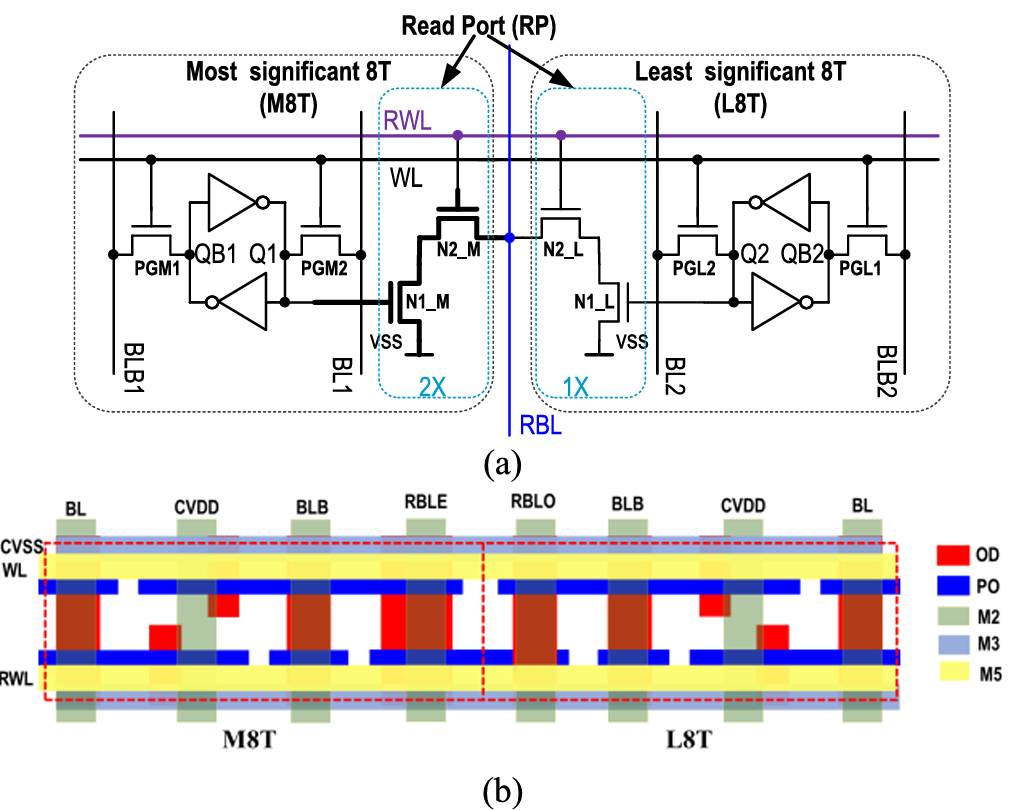 Read Port (RP)
Most significant 8T
(M8T)
Least significant 8T
(L8T)
RWL
WL
PGM1
QB1
Q1
PGM2
N2_M
N1_M
VSS
2X
BLB1
BL1
N2_L
N1_L
VSS
1X
PGL2
Q2
QB2
PGL1
BL2
BLB2
RBL
(a)
BL
CVDD
BLB
RBLE
RBLO
BLB
CVDD
BL
CVSS
WL
RWL
OD
PO
M2
M3
M5
M8T
L8T
(b)